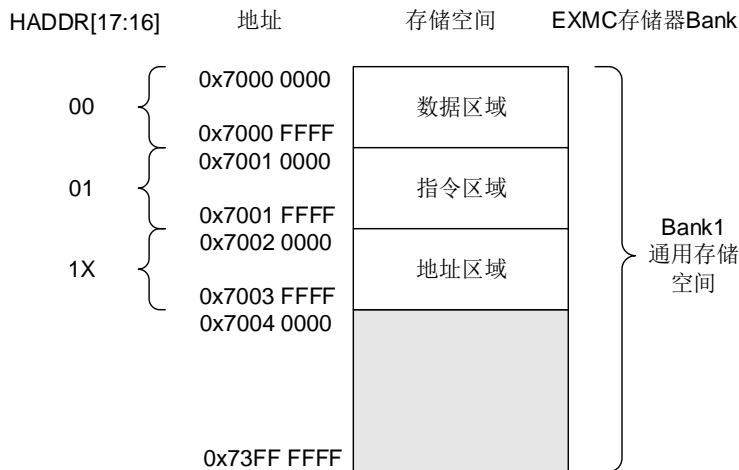 HADDR[17:16] 地址 存储空间 EXMC存储器Bank
0x7000 0000
00 数据区域
0x7000 FFFF
0x7001 0000
01 指令区域
0x7001 FFFF
0x7002 0000
1X 地址区域
0x7003 FFFF
0x7004 0000
Bank1
通用存储
空间
0x73FF FFFF